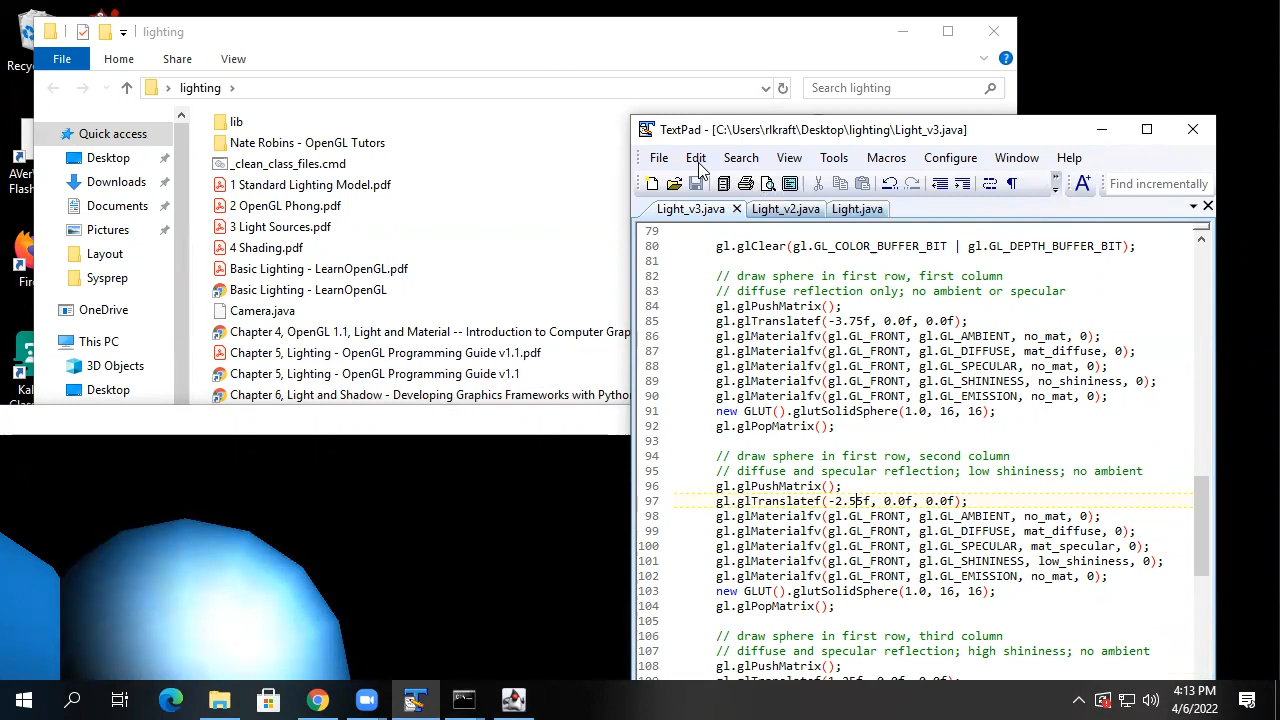 Recyc
AVer
Flash
Fire
Kal
Clas
lighting
File
Home
Share
View
lighting
Search lighting
Quick access
Desktop
Downloads
Documents
Pictures
Layout
Sysprep
OneDrive
This PC
3D Objects
Desktop
lib
Nate Robins - OpenGL Tutors
_clean_class_files.cmd
1 Standard Lighting Model.pdf
2 OpenGL Phong.pdf
3 Light Sources.pdf
4 Shading.pdf
Basic Lighting - LearnOpenGL.pdf
Basic Lighting - LearnOpenGL
Camera.java
Chapter 4, OpenGL 1.1, Light and Material -- Introduction to Computer Grap
Chapter 5, Lighting - OpenGL Programming Guide v1.1.pdf
Chapter 5, Lighting - OpenGL Programming Guide v1.1
Chapter 6, Light and Shadow - Developing Graphics Frameworks with Python
TextPad - [C:\Users\rlkraft\Desktop\lighting\Light_v3.java]
File Edit Search View Tools Macros Configure Window Help
Find incrementally
Light_v3.java Light_v2.java Light.java
79
80 gl.glClear(gl.GL_COLOR_BUFFER_BIT | gl.GL_DEPTH_BUFFER_BIT);
81
82 // draw sphere in first row, first column
83 // diffuse reflection only; no ambient or specular
84 gl.glPushMatrix();
85 gl.glTranslatef(-3.75f, 0.0f, 0.0f);
86 gl.glMaterialfv(gl.GL_FRONT, gl.GL_AMBIENT, no_mat, 0);
87 gl.glMaterialfv(gl.GL_FRONT, gl.GL_DIFFUSE, mat_diffuse, 0);
88 gl.glMaterialfv(gl.GL_FRONT, gl.GL_SPECULAR, no_mat, 0);
89 gl.glMaterialfv(gl.GL_FRONT, gl.GL_SHININESS, no_shininess, 0);
90 gl.glMaterialfv(gl.GL_FRONT, gl.GL_EMISSION, no_mat, 0);
91 new GLUT().glutSolidSphere(1.0, 16, 16);
92 gl.glPopMatrix();
93
94 // draw sphere in first row, second column
95 // diffuse and specular reflection; low shininess; no ambient
96 gl.glPushMatrix();
97 gl.glTranslatef(-2.55f, 0.0f, 0.0f);
98 gl.glMaterialfv(gl.GL_FRONT, gl.GL_AMBIENT, no_mat, 0);
99 gl.glMaterialfv(gl.GL_FRONT, gl.GL_DIFFUSE, mat_diffuse, 0);
100 gl.glMaterialfv(gl.GL_FRONT, gl.GL_SPECULAR, mat_specular, 0);
101 gl.glMaterialfv(gl.GL_FRONT, gl.GL_SHININESS, low_shininess, 0);
102 gl.glMaterialfv(gl.GL_FRONT, gl.GL_EMISSION, no_mat, 0);
103 new GLUT().glutSolidSphere(1.0, 16, 16);
104 gl.glPopMatrix();
105
106 // draw sphere in first row, third column
107 // diffuse and specular reflection; high shininess; no ambient
108 gl.glPushMatrix();
4:13 PM
4/6/2022